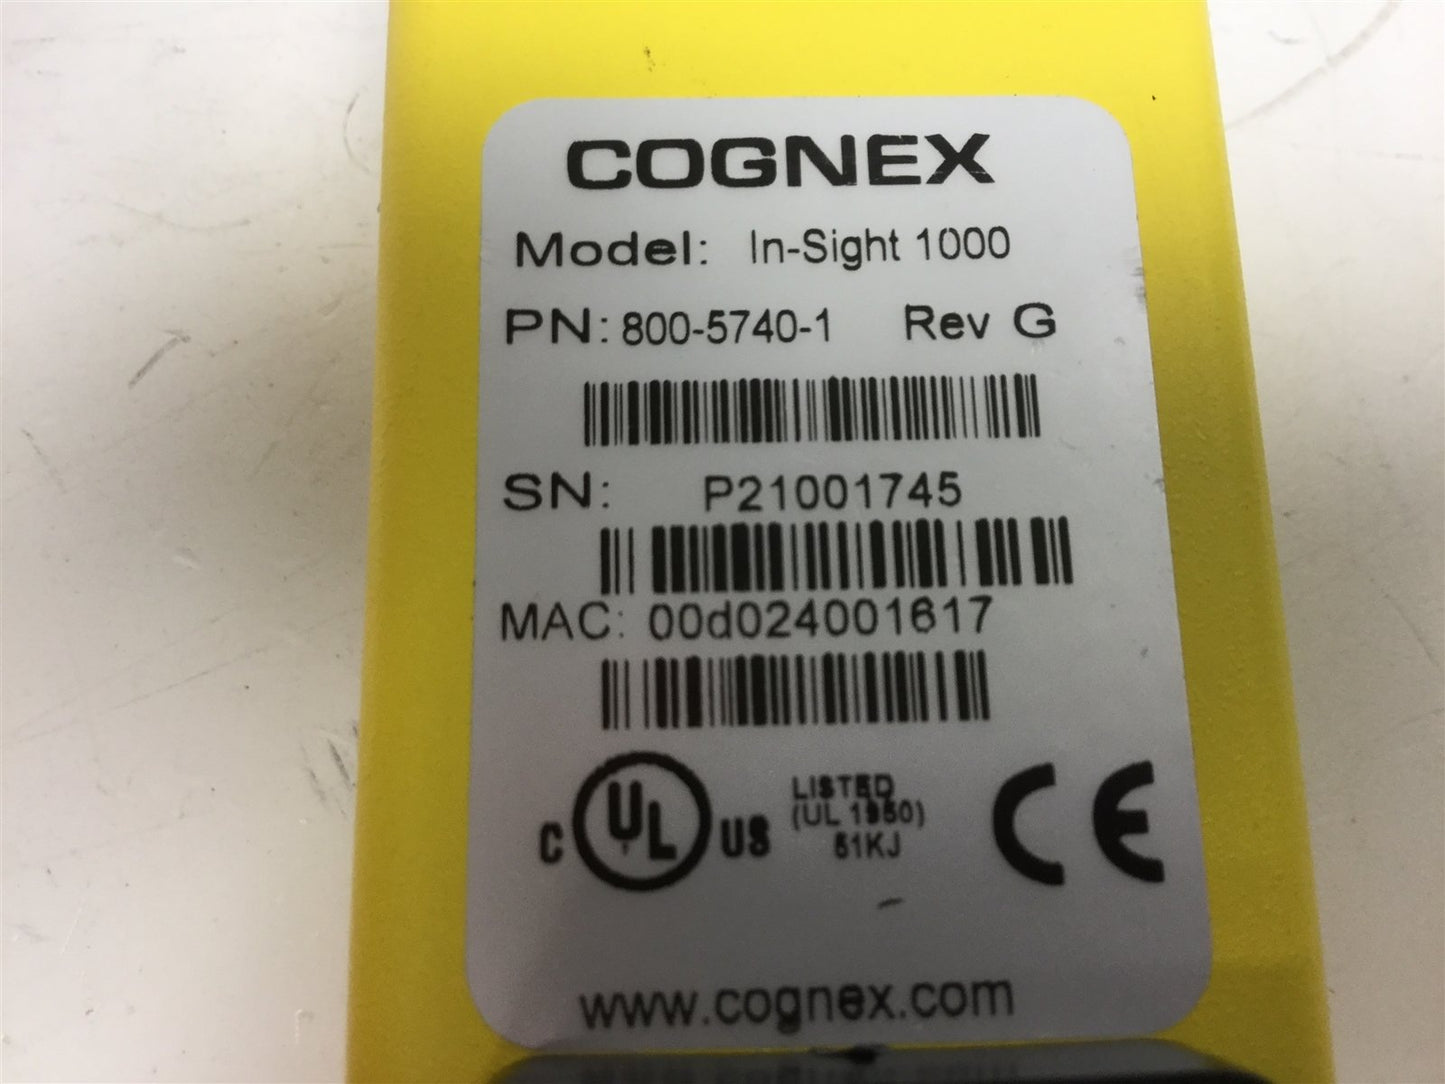 COGNEX
Model: In-Sight 1000
PN: 800-5740-1 Rev G
SN: P21001745
MAC: 00d024001617
C UL US LISTED
(UL 1950)
51KJ
CE
www.cognex.com